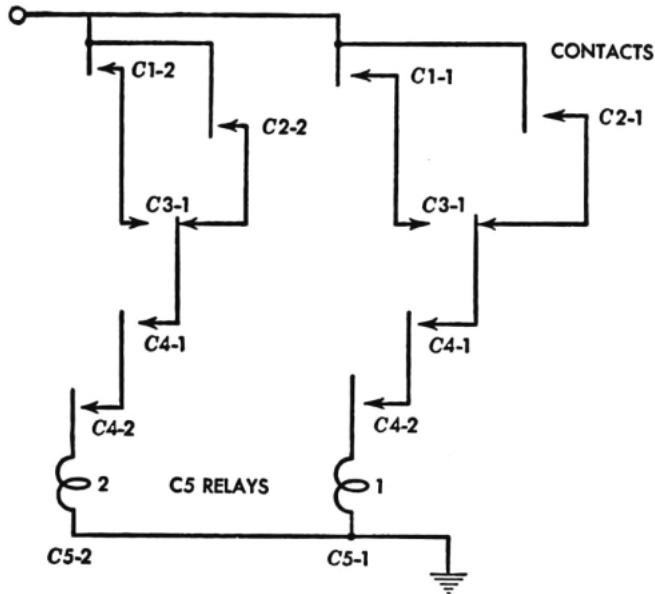 CONTACTS
C1-2
C1-1
C2-2
C2-1
C3-1
C3-1
C4-1
C4-1
C4-2
C4-2
2
C5 RELAYS
1
C5-2
C5-1